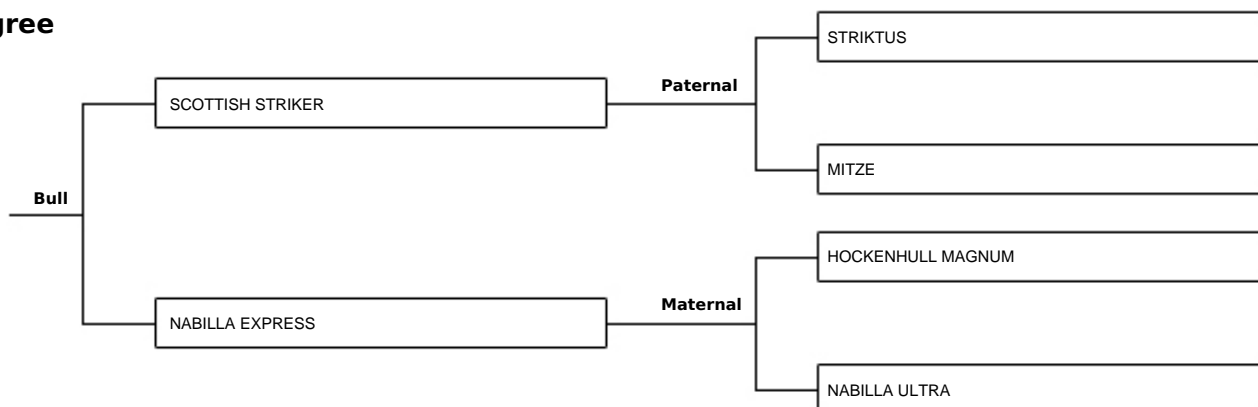 gree
STRIKTUS
Paternal
SCOTTISH STRIKER
MITZE
Bull
HOCKENHULL MAGNUM
Maternal
NABILLA EXPRESS
NABILLA ULTRA